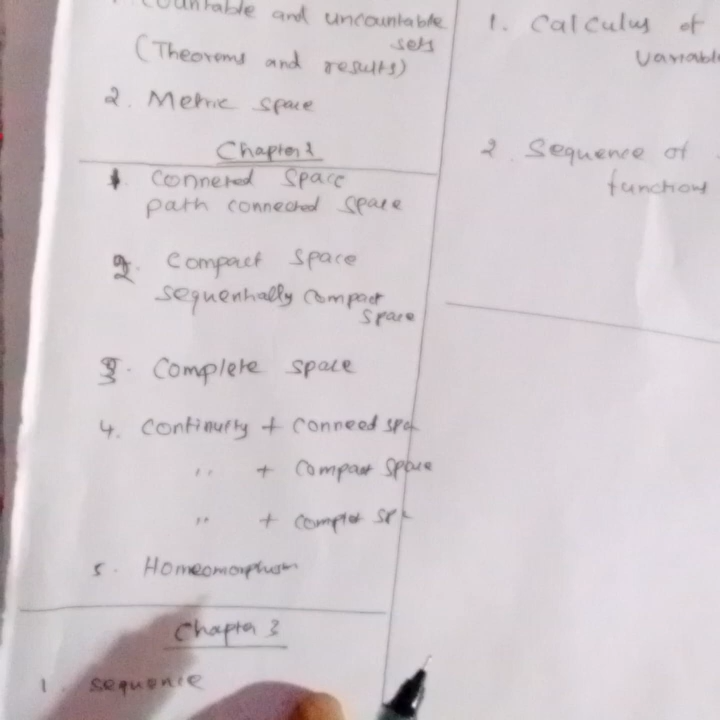 1. Countable and uncountable
sets
(Theorems and results)
2. Metric space
Chapter 2
1. Conneted space
path connected space
2. Compact space
sequentially compact
space
3. Complete space
4. Continuity + conneed spa
,, + Compact space
,, + complet sp
5. Homeomorphism
Chapter 3
1. sequence
1. Calculus of
variable
2. Sequence of
functions